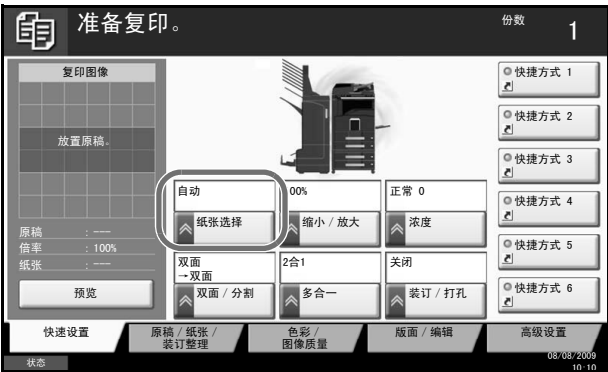 准备复印。
份数
1
复印图像
放置原稿。
原稿 : ---
倍率 : 100%
纸张 : ---
预览
自动
纸张选择
00%
缩小 / 放大
正常 0
浓度
双面
→双面
双面 / 分割
2合1
多合一
关闭
装订 / 打孔
快捷方式 1
快捷方式 2
快捷方式 3
快捷方式 4
快捷方式 5
快捷方式 6
快速设置
原稿 / 纸张 /
装订整理
色彩 /
图像质量
版面 / 编辑
高级设置
状态
08/08/2009
10:10